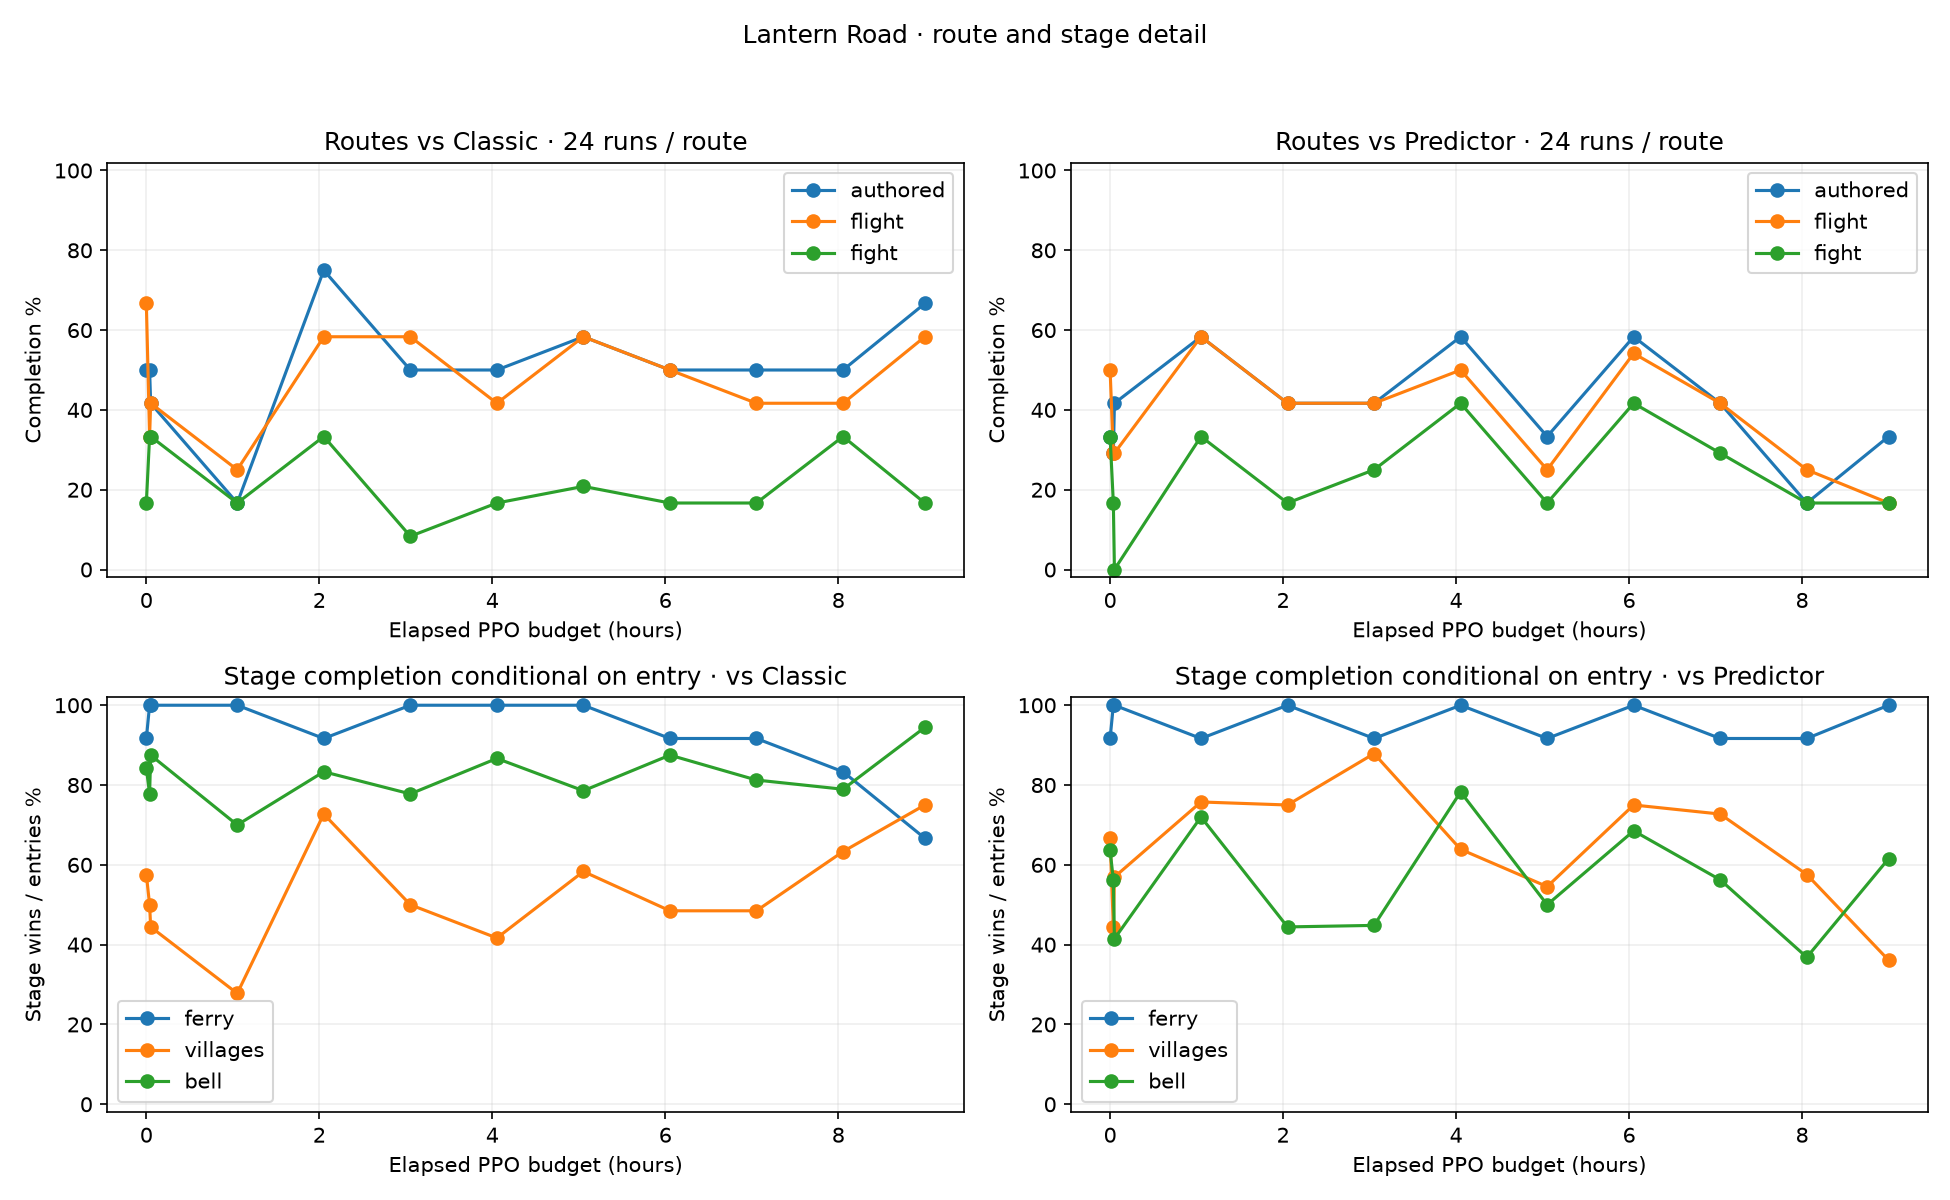 Lantern Road · route and stage detail
Routes vs Classic · 24 runs / route
100
80
60
40
20
0
Completion %
authored
flight
fight
0 2 4 6 8
Elapsed PPO budget (hours)
Routes vs Predictor · 24 runs / route
100
80
60
40
20
0
Completion %
authored
flight
fight
0 2 4 6 8
Elapsed PPO budget (hours)
Stage completion conditional on entry · vs Classic
100
80
60
40
20
0
Stage wins / entries %
ferry
villages
bell
0 2 4 6 8
Elapsed PPO budget (hours)
Stage completion conditional on entry · vs Predictor
100
80
60
40
20
0
Stage wins / entries %
ferry
villages
bell
0 2 4 6 8
Elapsed PPO budget (hours)